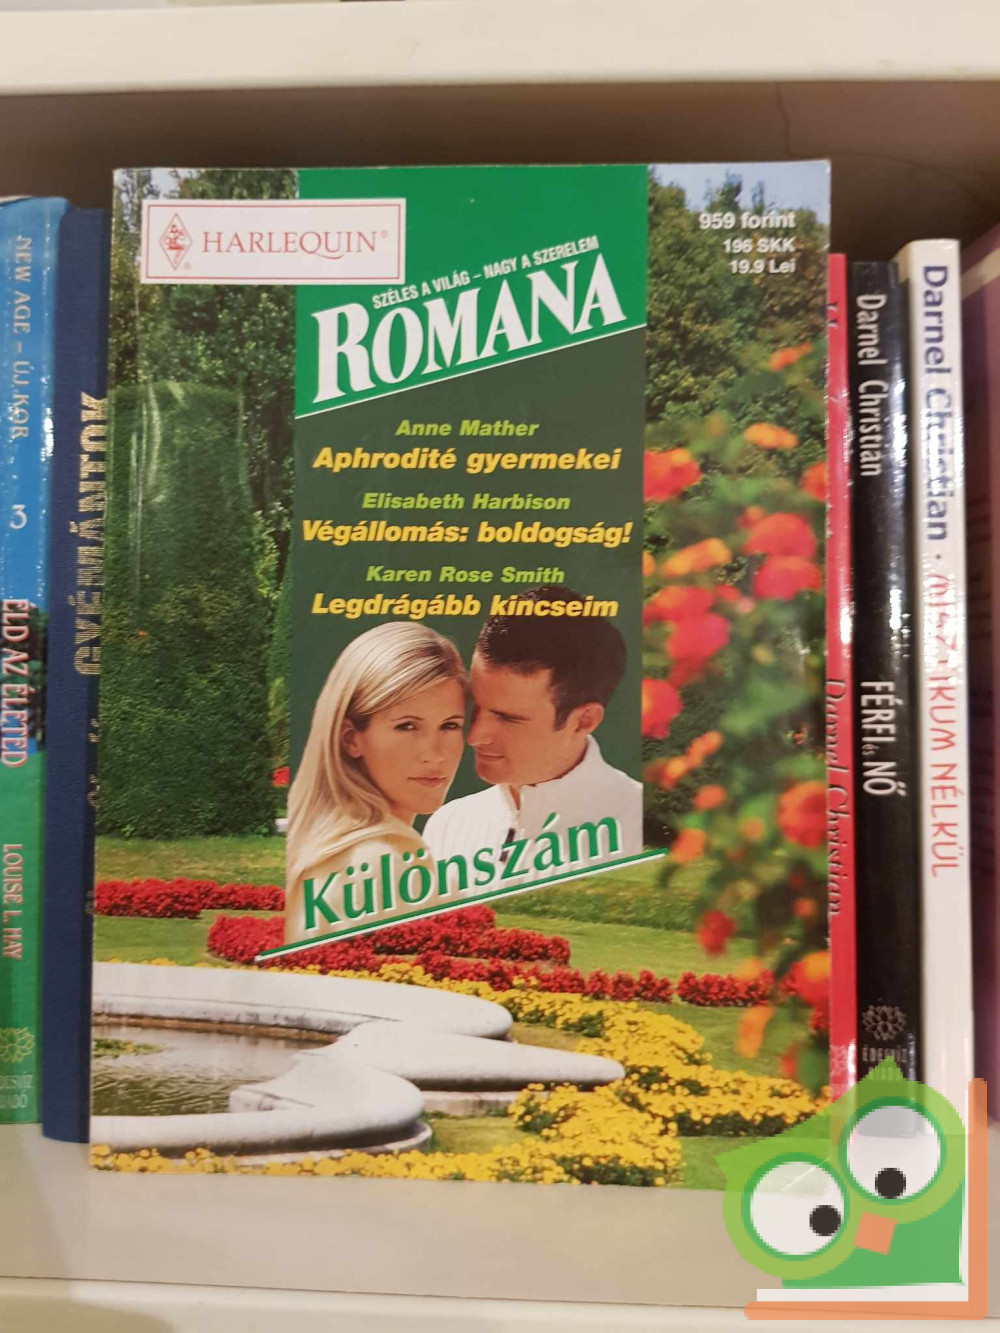 HARLEQUIN®
959 forint
196 SKK
19.9 Lei
SZÉLES A VILÁG – NAGY A SZERELEM
ROMANA
Anne Mather
Aphrodité gyermekei
Elisabeth Harbison
Végállomás: boldogság!
Karen Rose Smith
Legdrágább kincseim
Különszám
NEW AGE – ÚJ KOR
3
ÉLD AZ ÉLETED
LOUISE L. HAY
Darnel Christian
Darnel Christian
FÉRFI és NŐ
ÉDESVÍZ
KIADÓ
Darnel Christian · NÉLKÜL